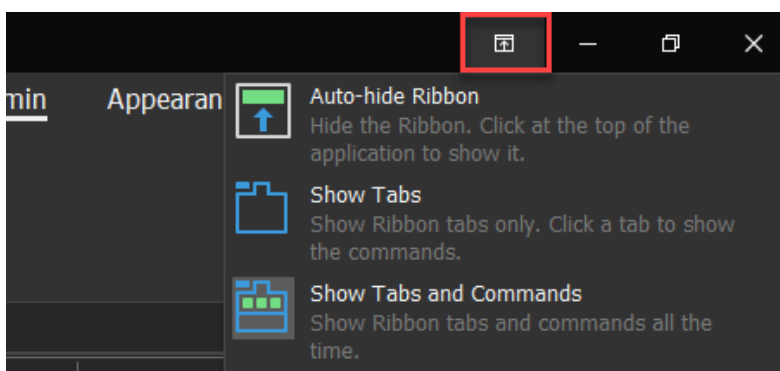 min Appearan
Auto-hide Ribbon
Hide the Ribbon. Click at the top of the
application to show it.
Show Tabs
Show Ribbon tabs only. Click a tab to show
the commands.
Show Tabs and Commands
Show Ribbon tabs and commands all the
time.